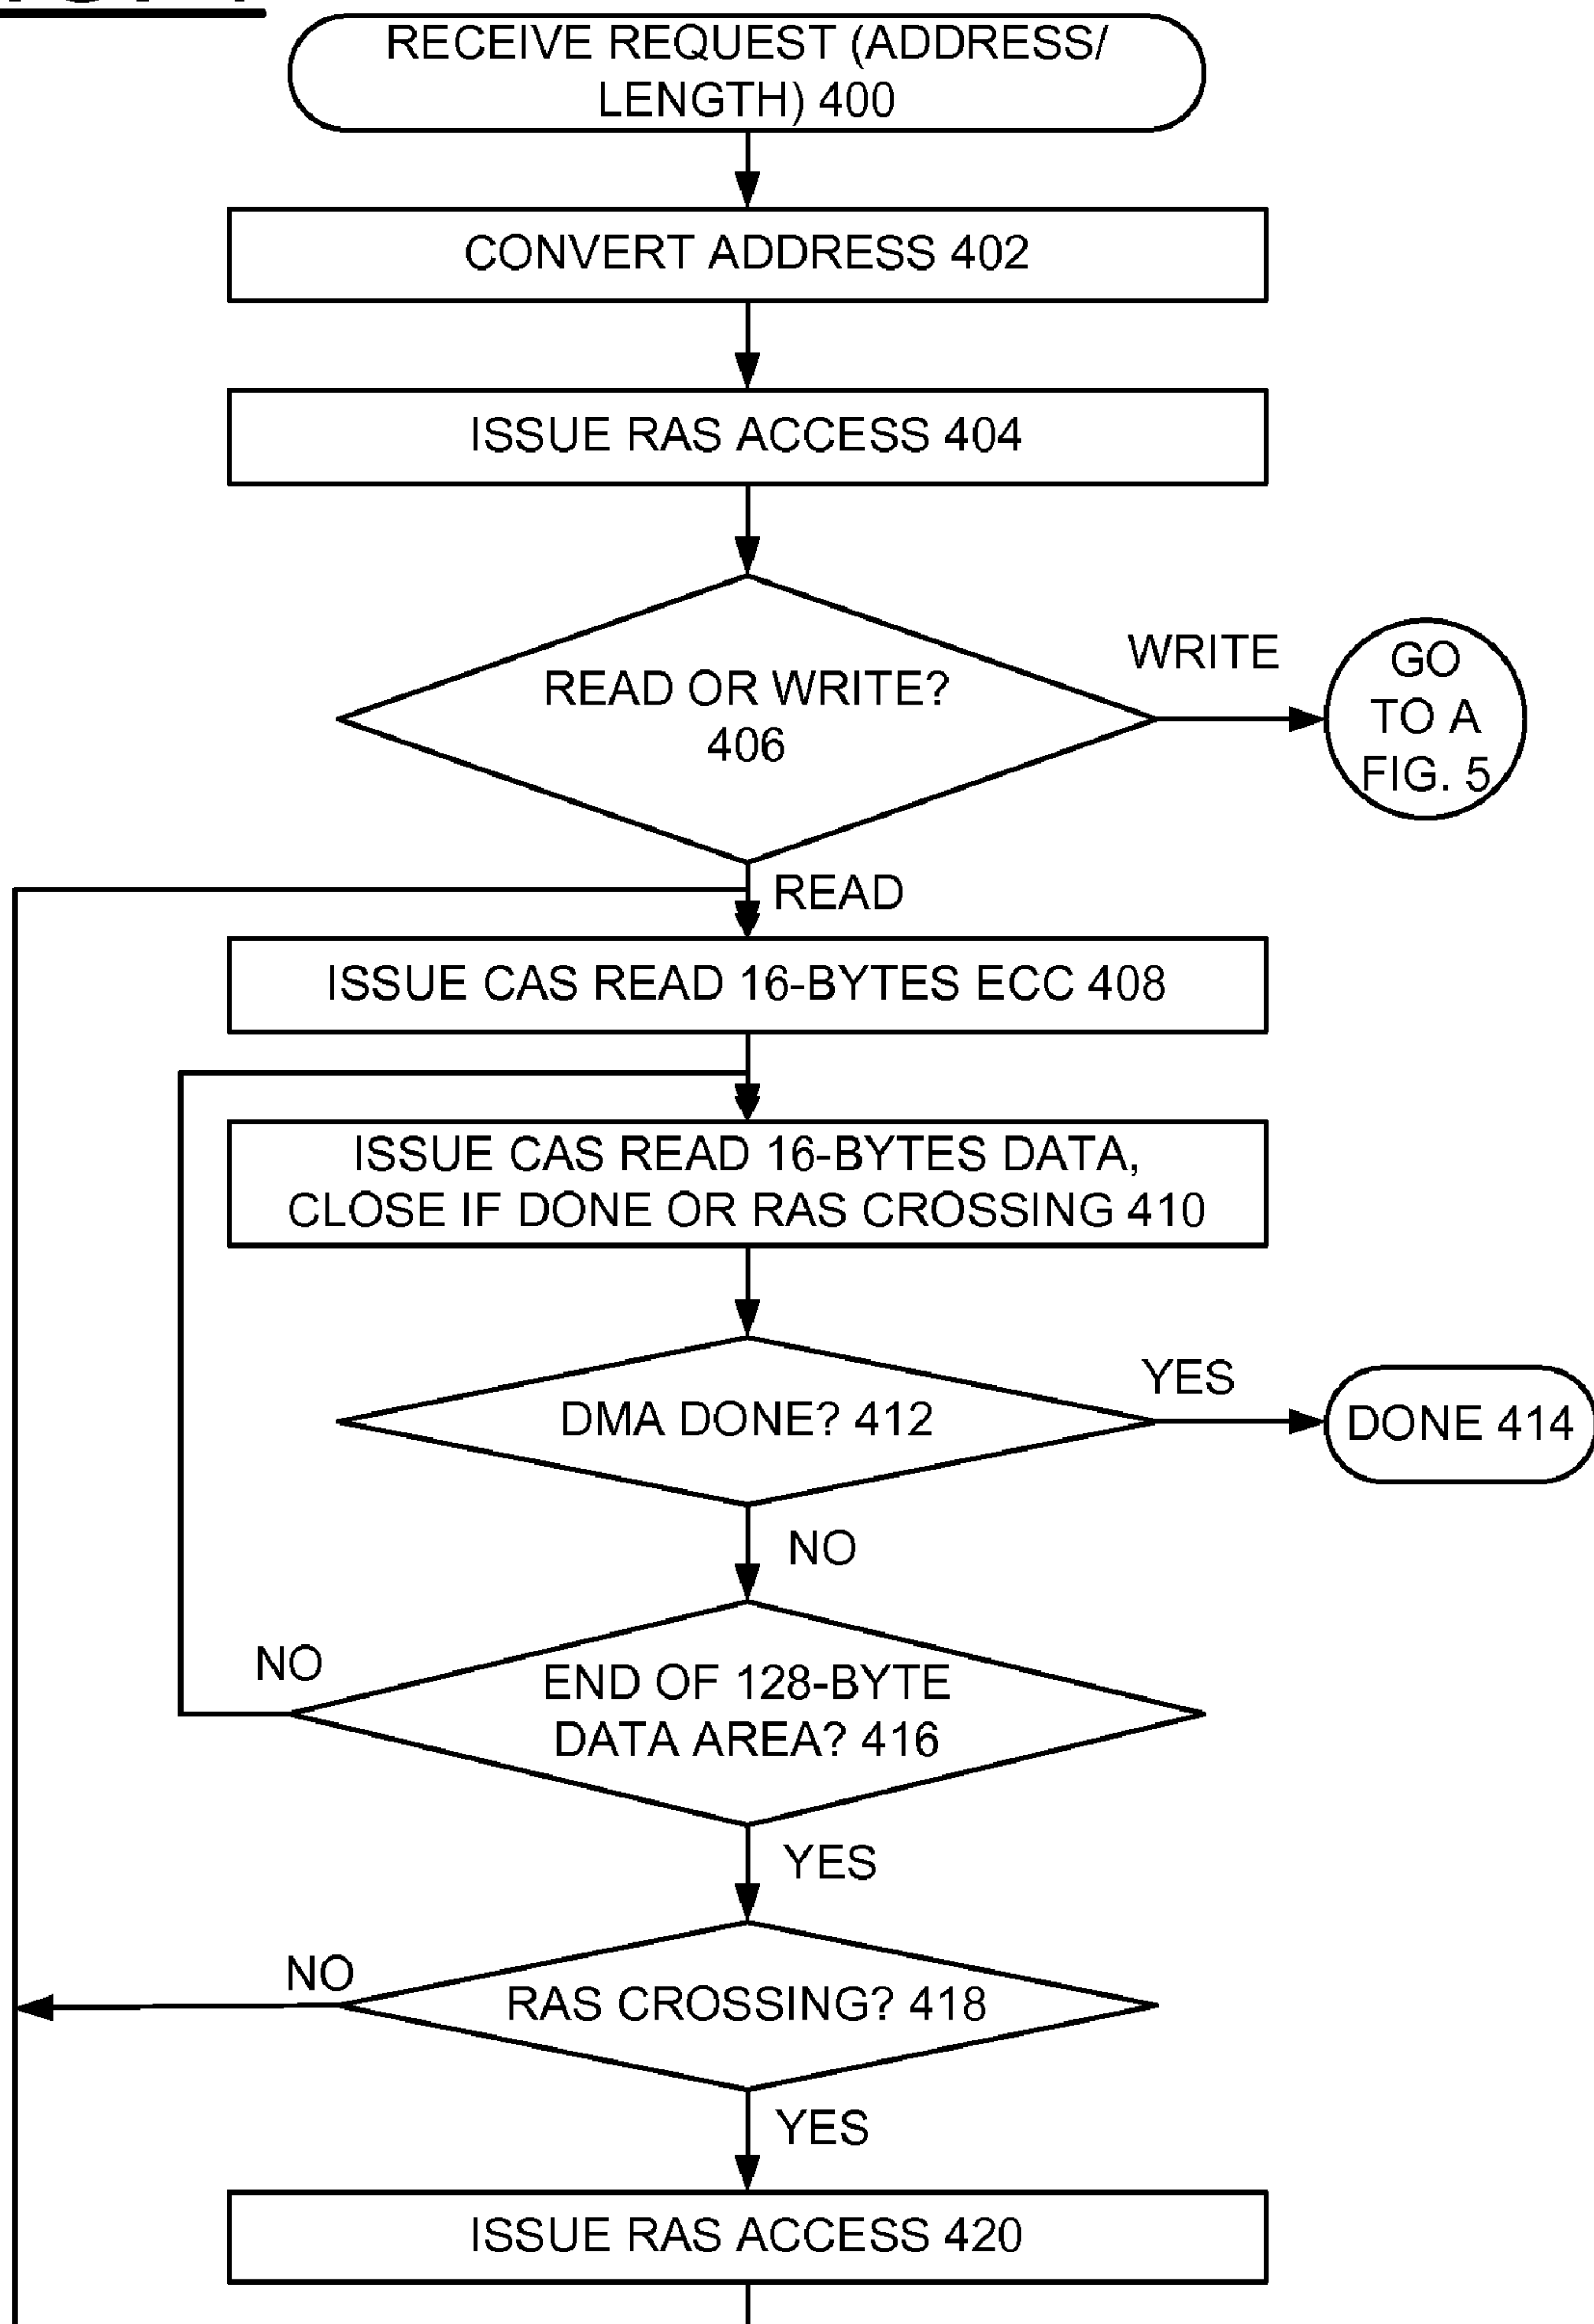 RECEIVE REQUEST (ADDRESS/
LENGTH) 400
CONVERT ADDRESS 402
ISSUE RAS ACCESS 404
READ OR WRITE?
406
WRITE
GO
TO A
FIG. 5
READ
ISSUE CAS READ 16-BYTES ECC 408
ISSUE CAS READ 16-BYTES DATA,
CLOSE IF DONE OR RAS CROSSING 410
DMA DONE? 412
YES
DONE 414
NO
NO
END OF 128-BYTE
DATA AREA? 416
YES
NO
RAS CROSSING? 418
YES
ISSUE RAS ACCESS 420